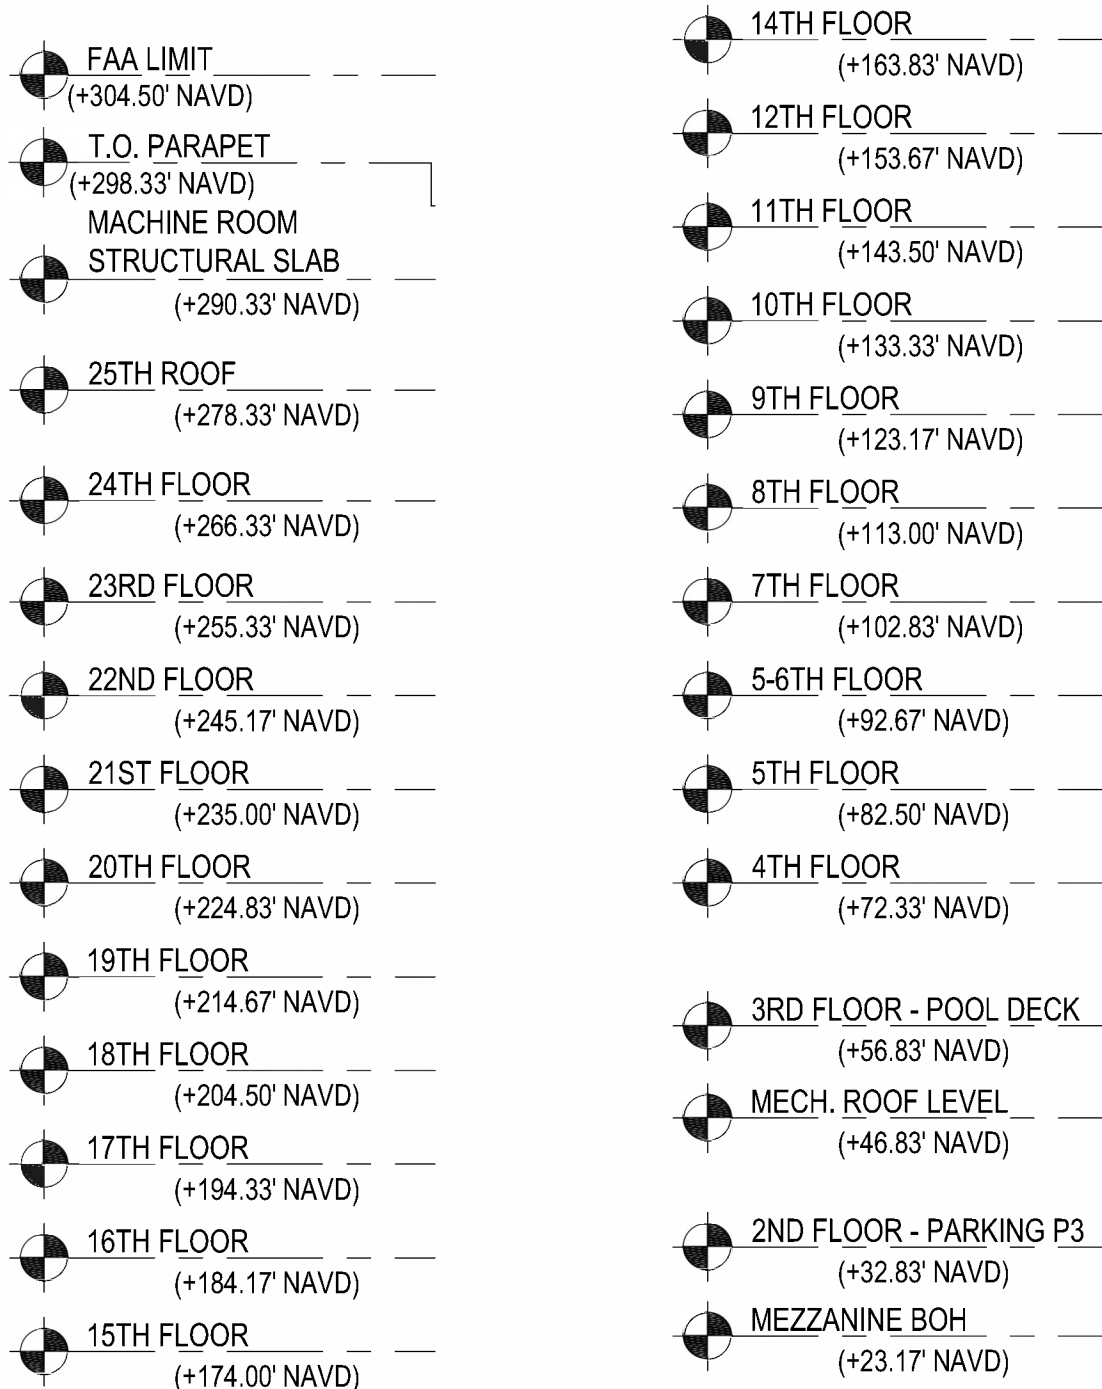 FAA LIMIT
(+304.50' NAVD)
T.O. PARAPET
(+298.33' NAVD)
MACHINE ROOM
STRUCTURAL SLAB
(+290.33' NAVD)
25TH ROOF
(+278.33' NAVD)
24TH FLOOR
(+266.33' NAVD)
23RD FLOOR
(+255.33' NAVD)
22ND FLOOR
(+245.17' NAVD)
21ST FLOOR
(+235.00' NAVD)
20TH FLOOR
(+224.83' NAVD)
19TH FLOOR
(+214.67' NAVD)
18TH FLOOR
(+204.50' NAVD)
17TH FLOOR
(+194.33' NAVD)
16TH FLOOR
(+184.17' NAVD)
15TH FLOOR
(+174.00' NAVD)
14TH FLOOR
(+163.83' NAVD)
12TH FLOOR
(+153.67' NAVD)
11TH FLOOR
(+143.50' NAVD)
10TH FLOOR
(+133.33' NAVD)
9TH FLOOR
(+123.17' NAVD)
8TH FLOOR
(+113.00' NAVD)
7TH FLOOR
(+102.83' NAVD)
5-6TH FLOOR
(+92.67' NAVD)
5TH FLOOR
(+82.50' NAVD)
4TH FLOOR
(+72.33' NAVD)
3RD FLOOR - POOL DECK
(+56.83' NAVD)
MECH. ROOF LEVEL
(+46.83' NAVD)
2ND FLOOR - PARKING P3
(+32.83' NAVD)
MEZZANINE BOH
(+23.17' NAVD)